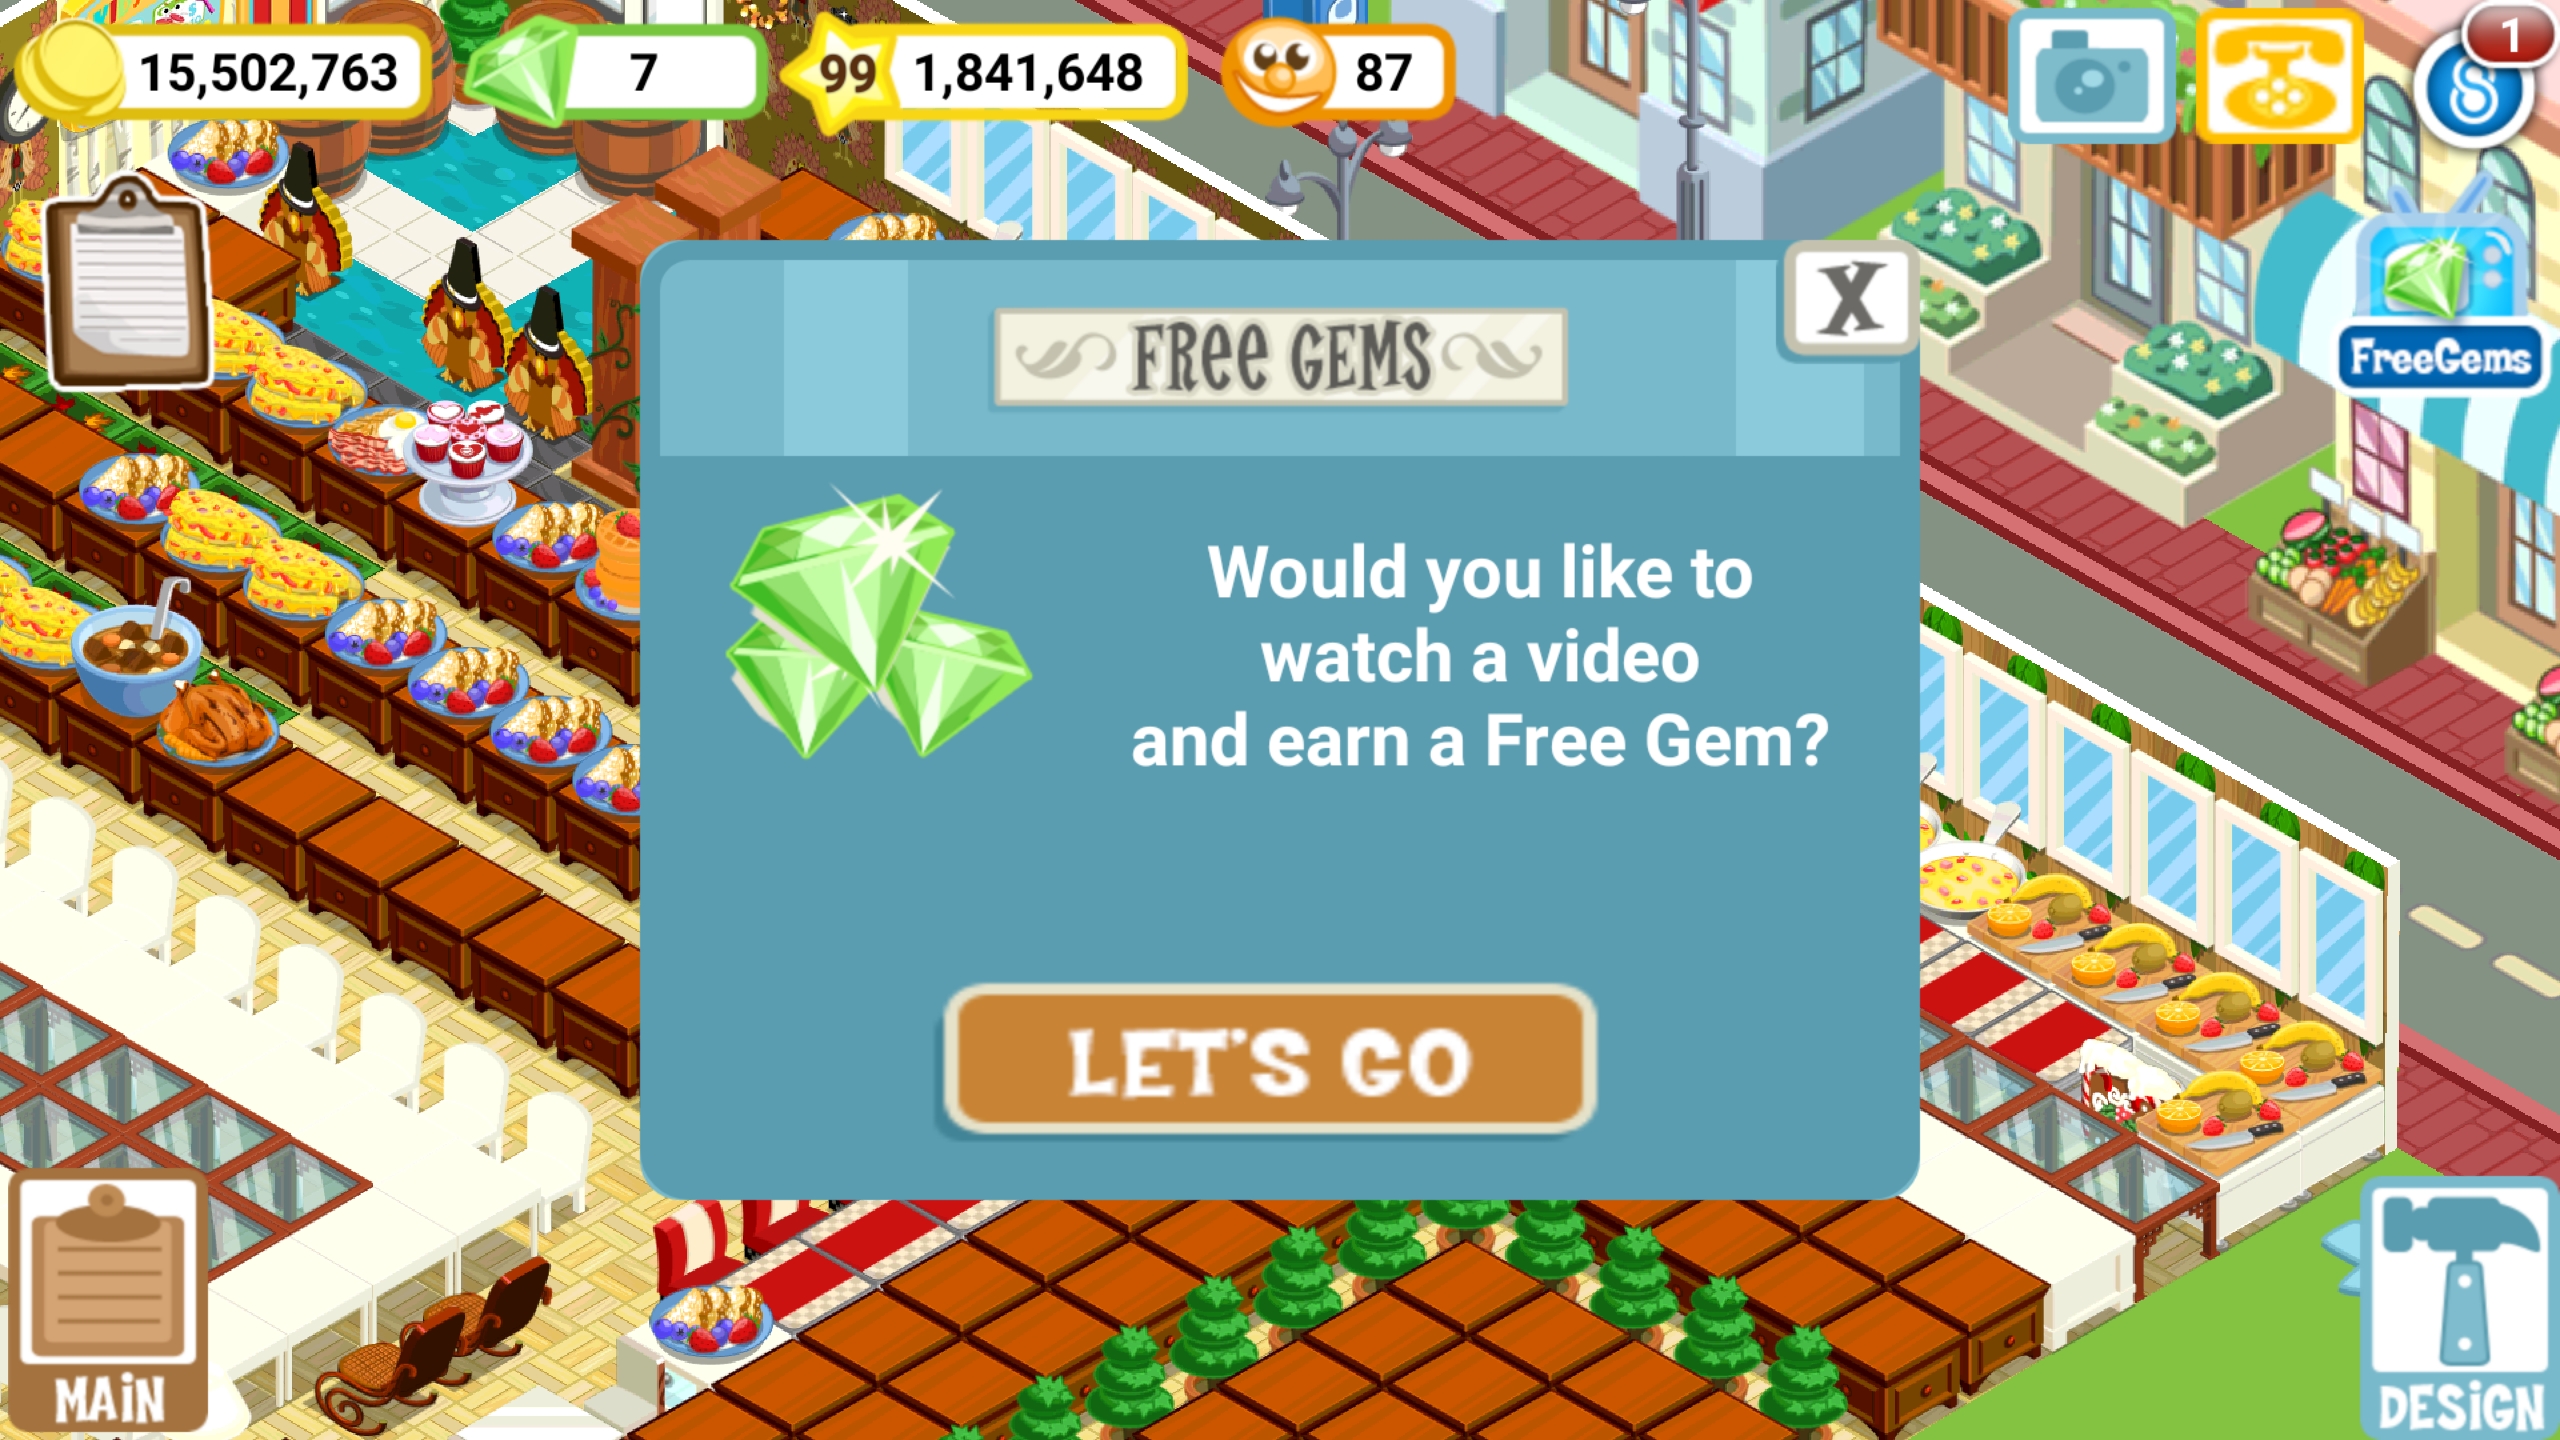 15,502,763
7
99 1,841,648
87
1
FreeGems
X
FRee GEMS
Would you like to
watch a video
and earn a Free Gem?
LET'S GO
MAiN
DESiGN